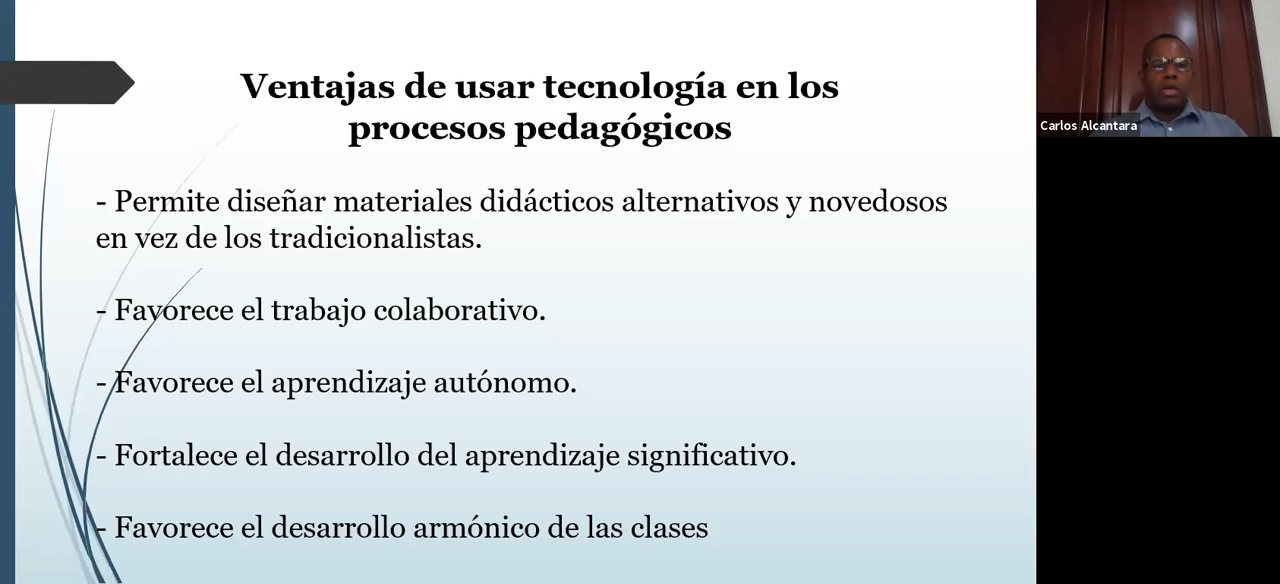 Ventajas de usar tecnología en los
procesos pedagógicos
- Permite diseñar materiales didácticos alternativos y novedosos
en vez de los tradicionalistas.
- Favorece el trabajo colaborativo.
- Favorece el aprendizaje autónomo.
- Fortalece el desarrollo del aprendizaje significativo.
- Favorece el desarrollo armónico de las clases
Carlos Alcantara